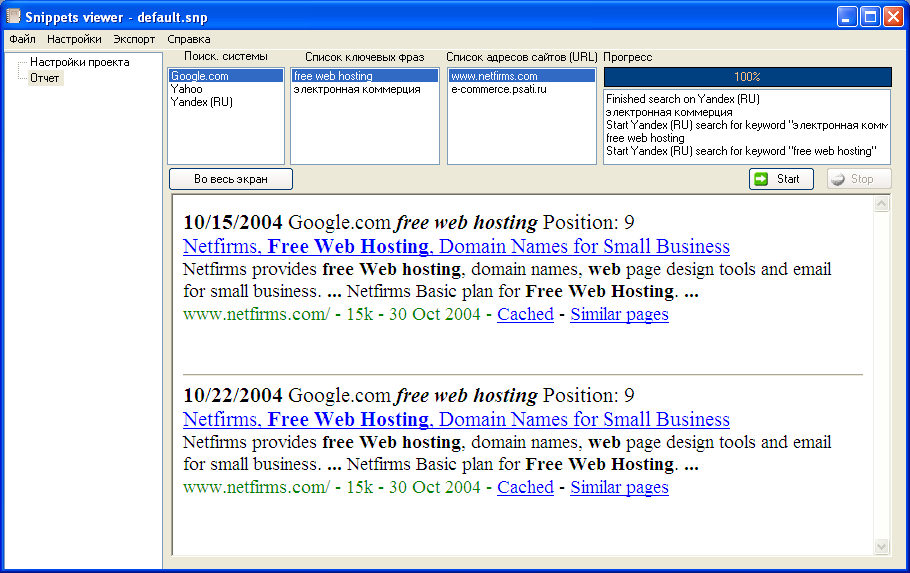 Snippets viewer - default.snp
Файл Настройки Экспорт Справка
Настройки проекта
Отчет
Поиск. системы
Google.com
Yahoo
Yandex (RU)
Список ключевых фраз
free web hosting
электронная коммерция
Список адресов сайтов (URL)
www.netfirms.com
e-commerce.psati.ru
Прогресс
100%
Finished search on Yandex (RU)
электронная коммерция
Start Yandex (RU) search for keyword "электронная комм
free web hosting
Start Yandex (RU) search for keyword "free web hosting"
Во весь экран
Start
Stop
10/15/2004 Google.com free web hosting Position: 9
Netfirms, Free Web Hosting, Domain Names for Small Business
Netfirms provides free Web hosting, domain names, web page design tools and email
for small business. ... Netfirms Basic plan for Free Web Hosting. ...
www.netfirms.com/ - 15k - 30 Oct 2004 - Cached - Similar pages
10/22/2004 Google.com free web hosting Position: 9
Netfirms, Free Web Hosting, Domain Names for Small Business
Netfirms provides free Web hosting, domain names, web page design tools and email
for small business. ... Netfirms Basic plan for Free Web Hosting. ...
www.netfirms.com/ - 15k - 30 Oct 2004 - Cached - Similar pages